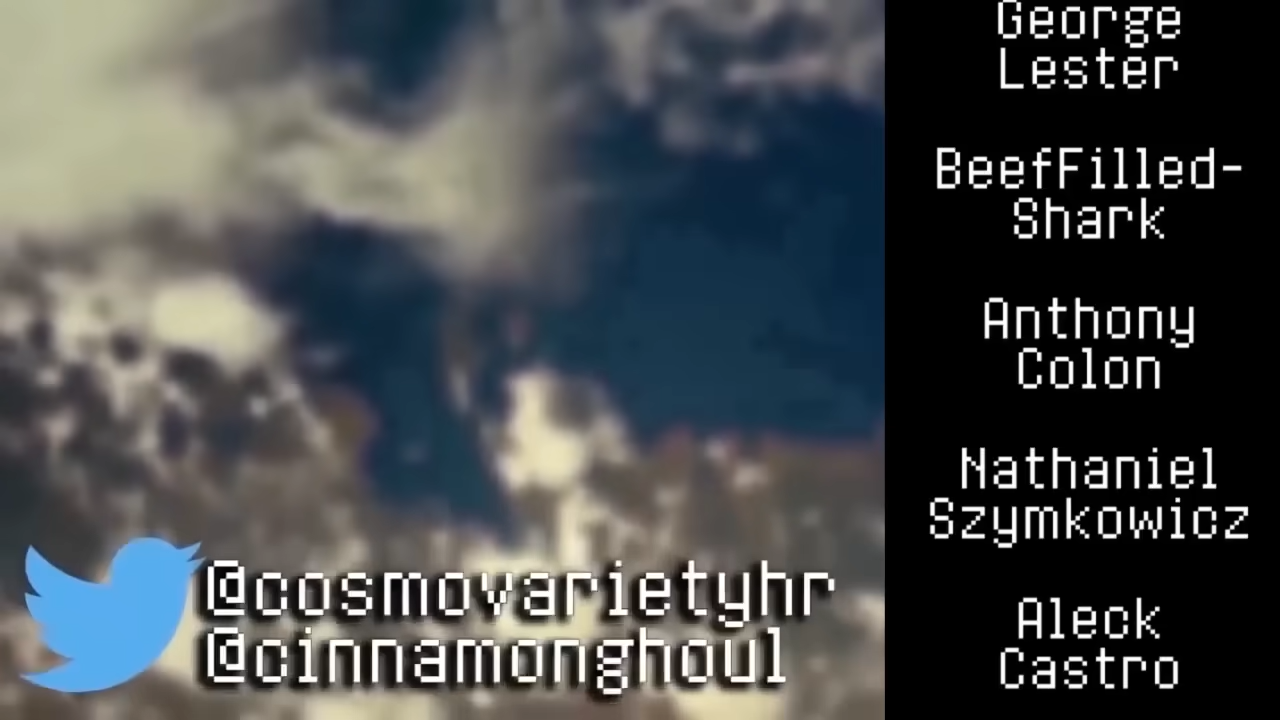 George
Lester
BeefFilled-
Shark
Anthony
Colon
Nathaniel
Szymkowicz
Aleck
Castro
@cosmovarietyhr
@cinnamonghoul